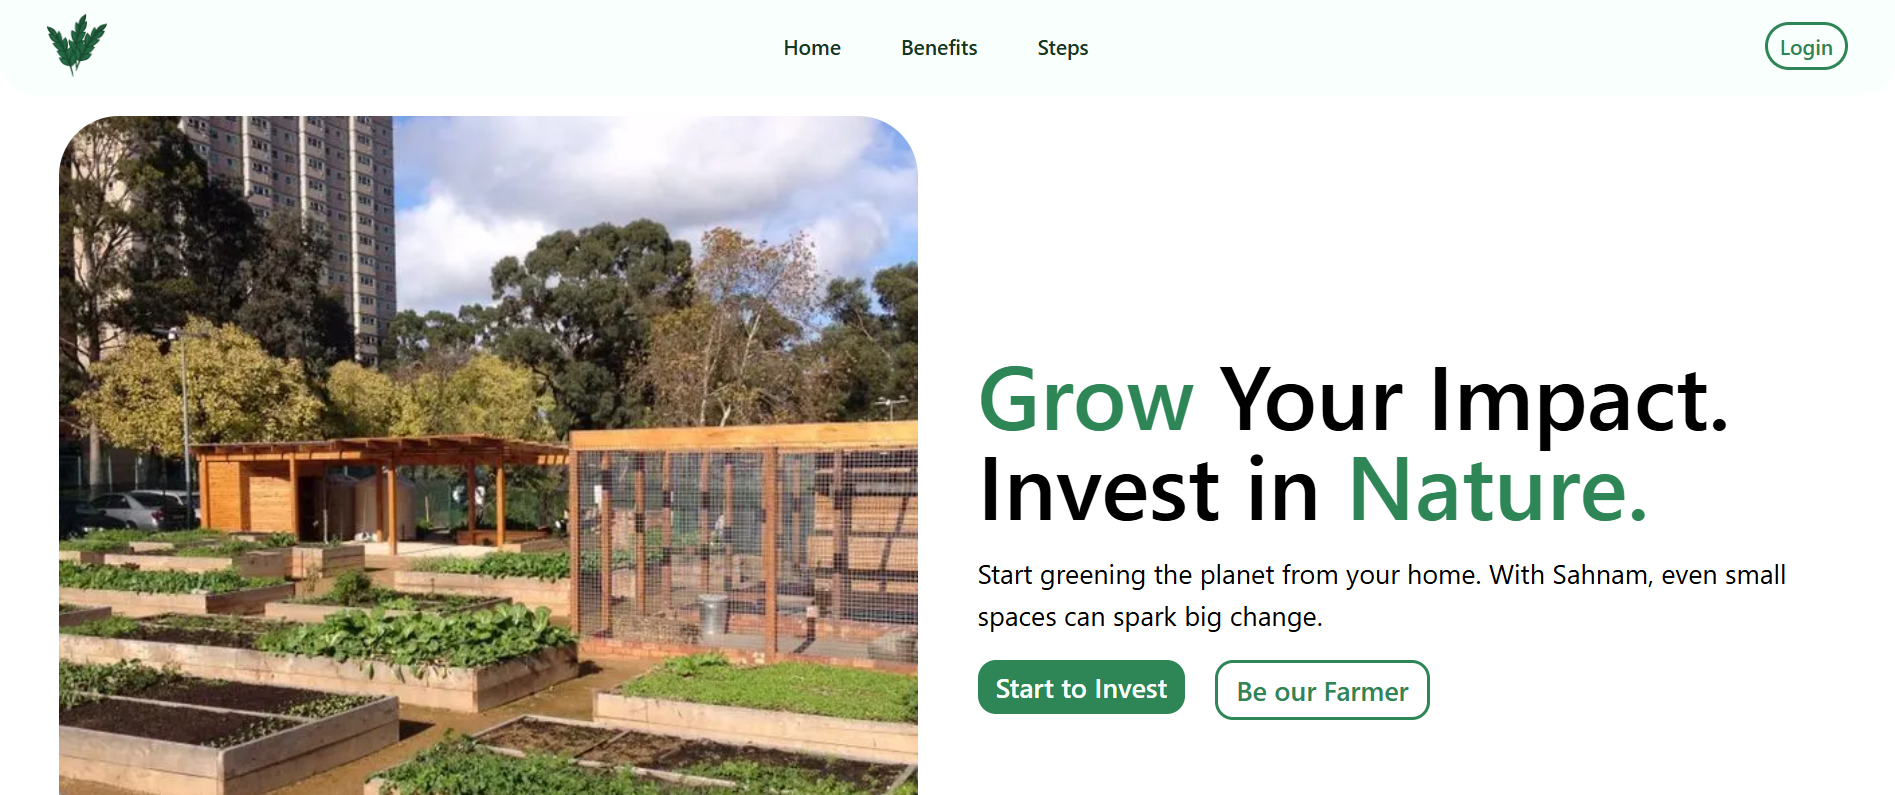 Home
Benefits
Steps
Login
Grow Your Impact.
Invest in Nature.
Start greening the planet from your home. With Sahnam, even small
spaces can spark big change.
Start to Invest
Be our Farmer